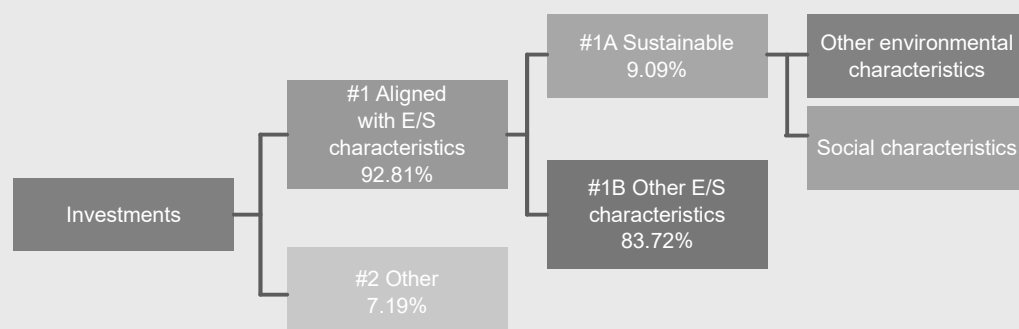 Investments
#1 Aligned
with E/S
characteristics
92.81%
#2 Other
7.19%
#1A Sustainable
9.09%
#1B Other E/S
characteristics
83.72%
Other environmental
characteristics
Social characteristics